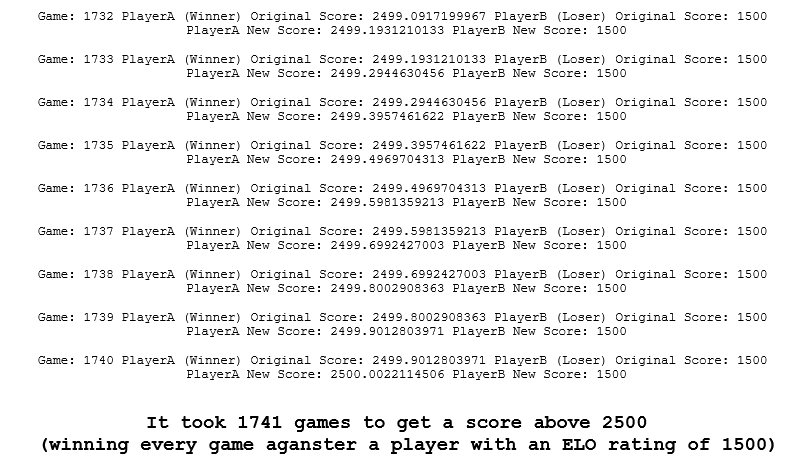 Game: 1732 PlayerA (Winner) Original Score: 2499.0917199967 PlayerB (Loser) Original Score: 1500
PlayerA New Score: 2499.1931210133 PlayerB New Score: 1500
Game: 1733 PlayerA (Winner) Original Score: 2499.1931210133 PlayerB (Loser) Original Score: 1500
PlayerA New Score: 2499.2944630456 PlayerB New Score: 1500
Game: 1734 PlayerA (Winner) Original Score: 2499.2944630456 PlayerB (Loser) Original Score: 1500
PlayerA New Score: 2499.3957461622 PlayerB New Score: 1500
Game: 1735 PlayerA (Winner) Original Score: 2499.3957461622 PlayerB (Loser) Original Score: 1500
PlayerA New Score: 2499.4969704313 PlayerB New Score: 1500
Game: 1736 PlayerA (Winner) Original Score: 2499.4969704313 PlayerB (Loser) Original Score: 1500
PlayerA New Score: 2499.5981359213 PlayerB New Score: 1500
Game: 1737 PlayerA (Winner) Original Score: 2499.5981359213 PlayerB (Loser) Original Score: 1500
PlayerA New Score: 2499.6992427003 PlayerB New Score: 1500
Game: 1738 PlayerA (Winner) Original Score: 2499.6992427003 PlayerB (Loser) Original Score: 1500
PlayerA New Score: 2499.8002908363 PlayerB New Score: 1500
Game: 1739 PlayerA (Winner) Original Score: 2499.8002908363 PlayerB (Loser) Original Score: 1500
PlayerA New Score: 2499.9012803971 PlayerB New Score: 1500
Game: 1740 PlayerA (Winner) Original Score: 2499.9012803971 PlayerB (Loser) Original Score: 1500
PlayerA New Score: 2500.0022114506 PlayerB New Score: 1500
It took 1741 games to get a score above 2500
(winning every game aganster a player with an ELO rating of 1500)